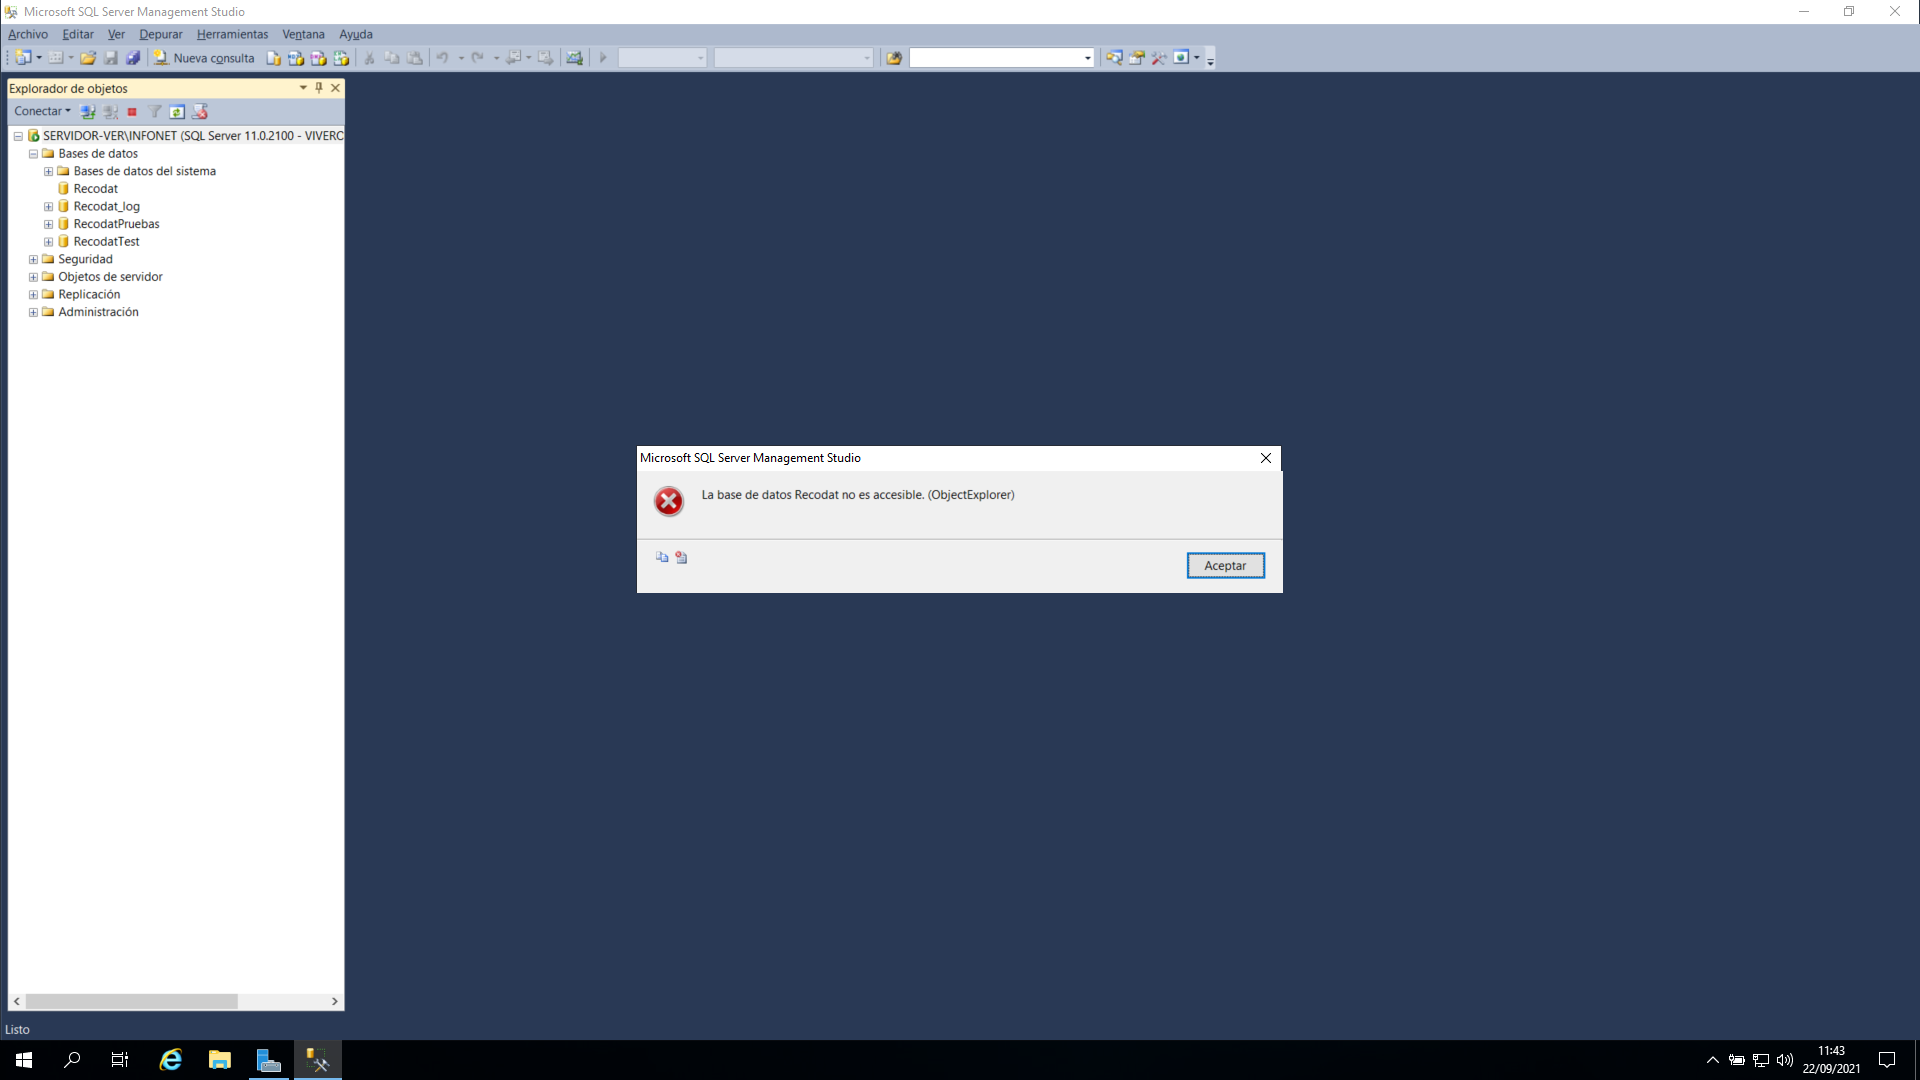 Microsoft SQL Server Management Studio
Archivo Editar Ver Depurar Herramientas Ventana Ayuda
Nueva consulta
Explorador de objetos
Conectar
SERVIDOR-VER\INFONET (SQL Server 11.0.2100 - VIVERO
Bases de datos
Bases de datos del sistema
Recodat
Recodat_log
RecodatPruebas
RecodatTest
Seguridad
Objetos de servidor
Replicación
Administración
Microsoft SQL Server Management Studio
La base de datos Recodat no es accesible. (ObjectExplorer)
Aceptar
Listo
11:43
22/09/2021